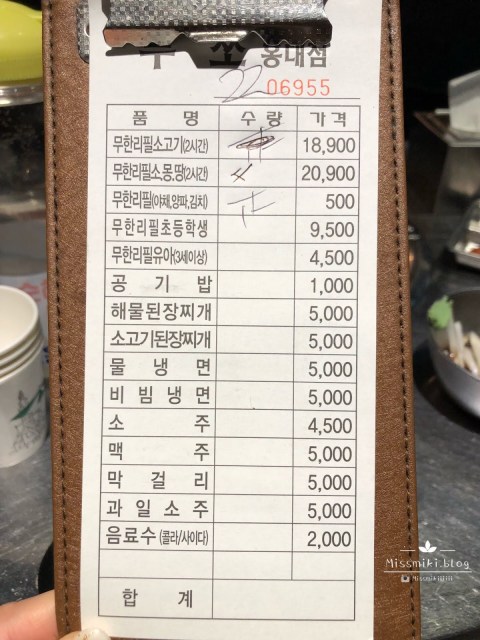 무쏘 홍대점
22 06955
품 명 수 량 가 격
무한리필소고기(2시간) 18,900
무한리필소,몽,땅(2시간) 20,900
무한리필(야채,양파,김치) 500
무한리필초등학생 9,500
무한리필유아(3세이상) 4,500
공 기 밥 1,000
해물된장찌개 5,000
소고기된장찌개 5,000
물 냉 면 5,000
비 빔 냉 면 5,000
소 주 4,500
맥 주 5,000
막 걸 리 5,000
과 일 소 주 5,000
음료수(콜라/사이다) 2,000
합 계
Missmiki.blog